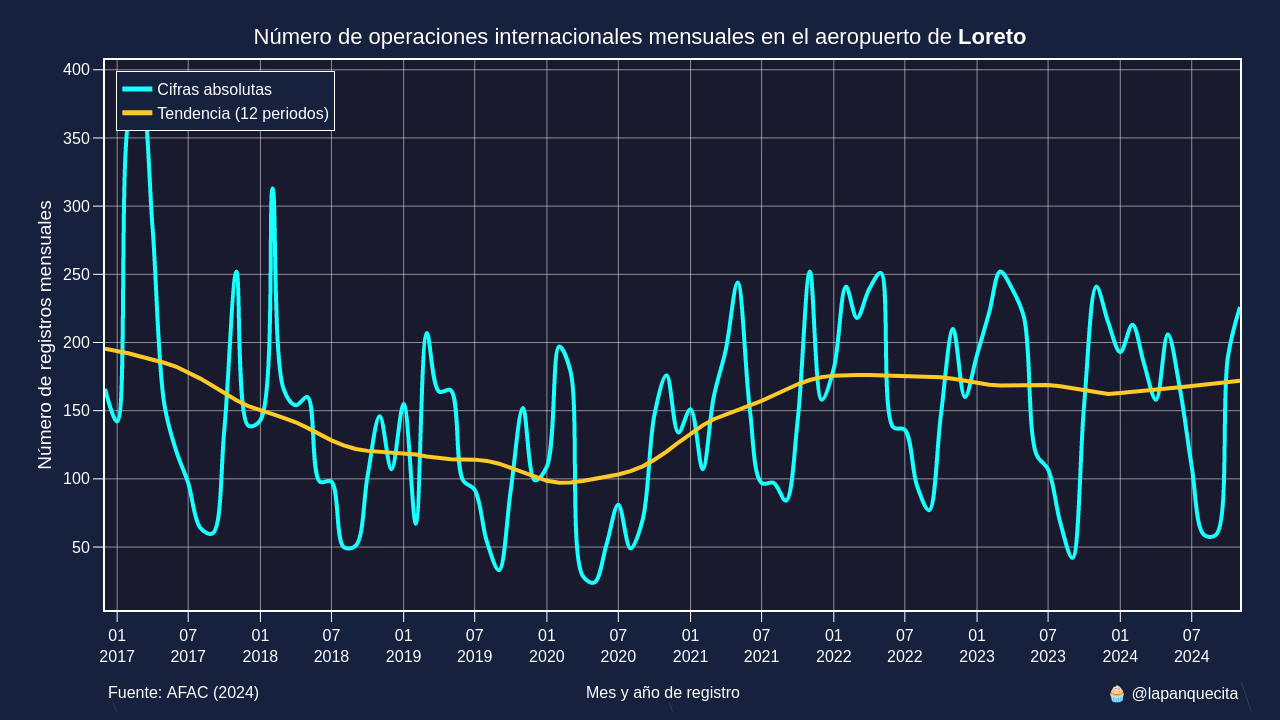 Número de operaciones internacionales mensuales en el aeropuerto de Loreto
Cifras absolutas
Tendencia (12 periodos)
Número de registros mensuales
400
350
300
250
200
150
100
50
01 07 01 07 01 07 01 07 01 07 01 07 01 07 01 07
2017 2017 2018 2018 2019 2019 2020 2020 2021 2021 2022 2022 2023 2023 2024 2024
Fuente: AFAC (2024) Mes y año de registro 🧁 @lapanquecita